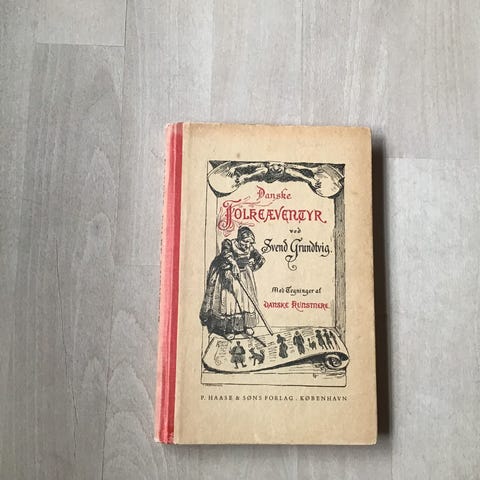 Danske
Folkeæventyr
ved
Svend Grundtvig.
Med Tegninger af
Danske Kunstnere.
P. HAASE & SØNS FORLAG . KØBENHAVN